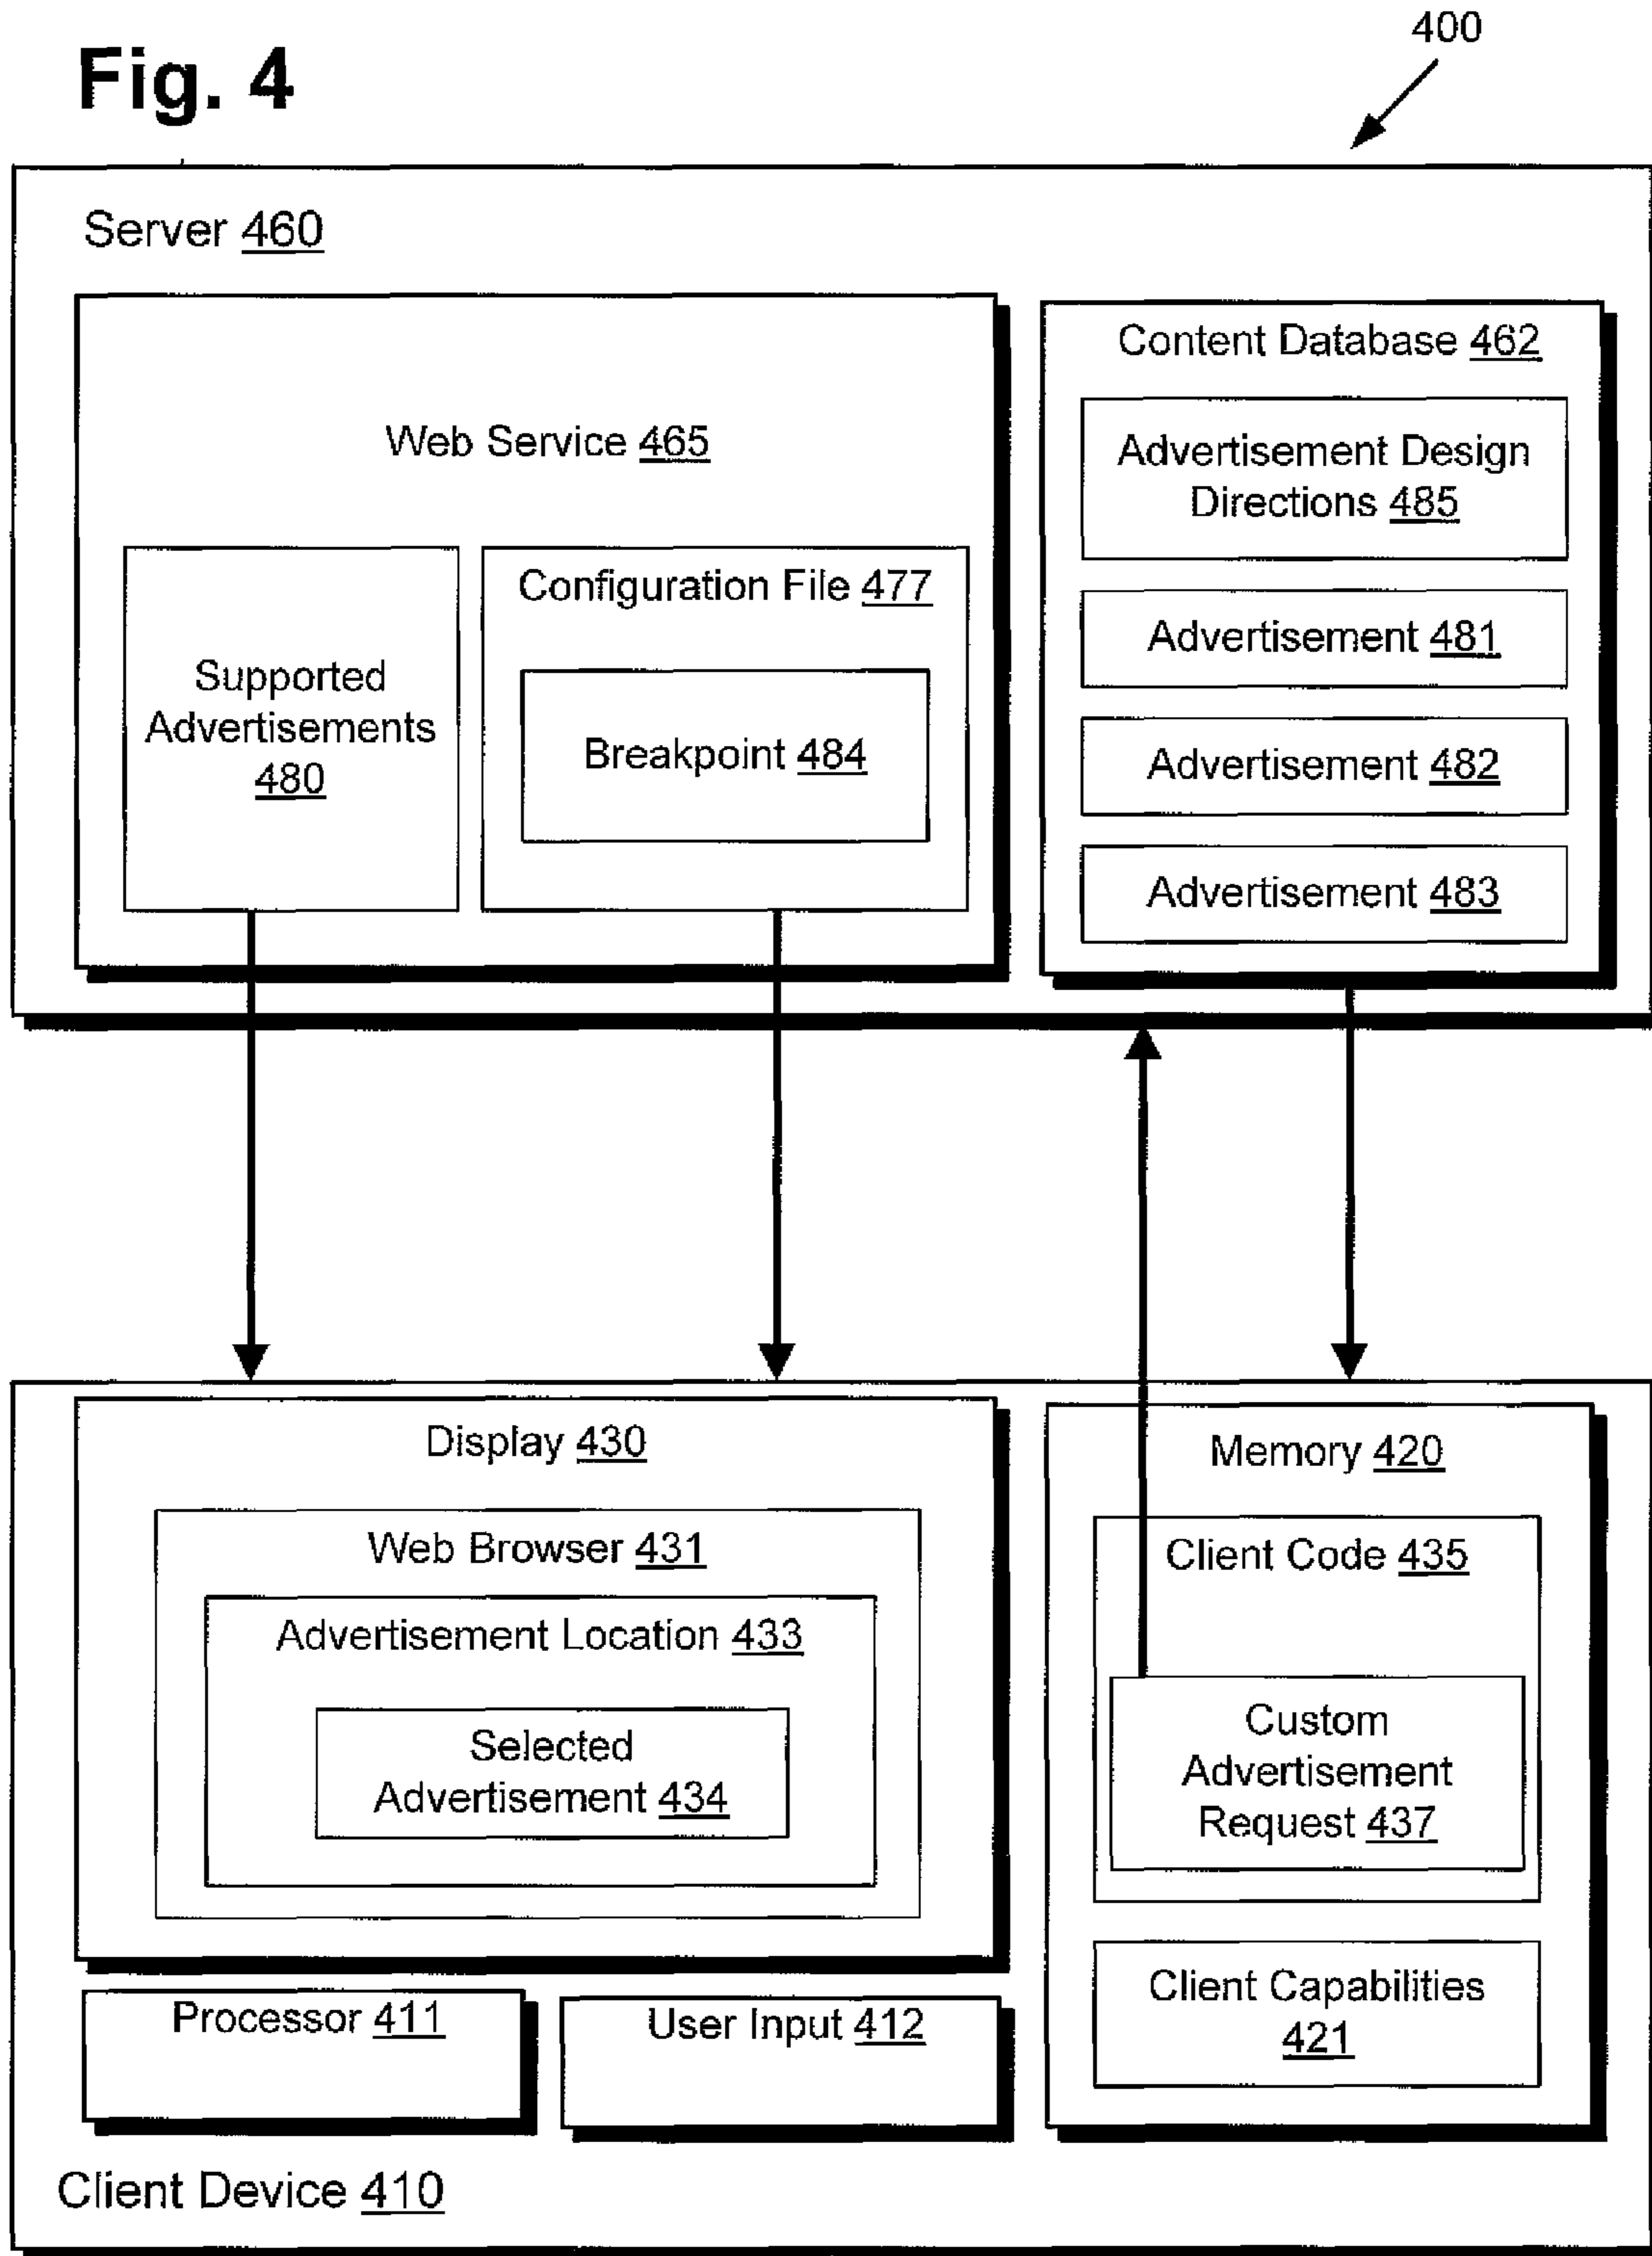 Fig. 4
400
Server 460
Web Service 465
Supported
Advertisements
480
Configuration File 477
Breakpoint 484
Content Database 462
Advertisement Design
Directions 485
Advertisement 481
Advertisement 482
Advertisement 483
Display 430
Web Browser 431
Advertisement Location 433
Selected
Advertisement 434
Memory 420
Client Code 435
Custom
Advertisement
Request 437
Client Capabilities
421
Processor 411
User Input 412
Client Device 410